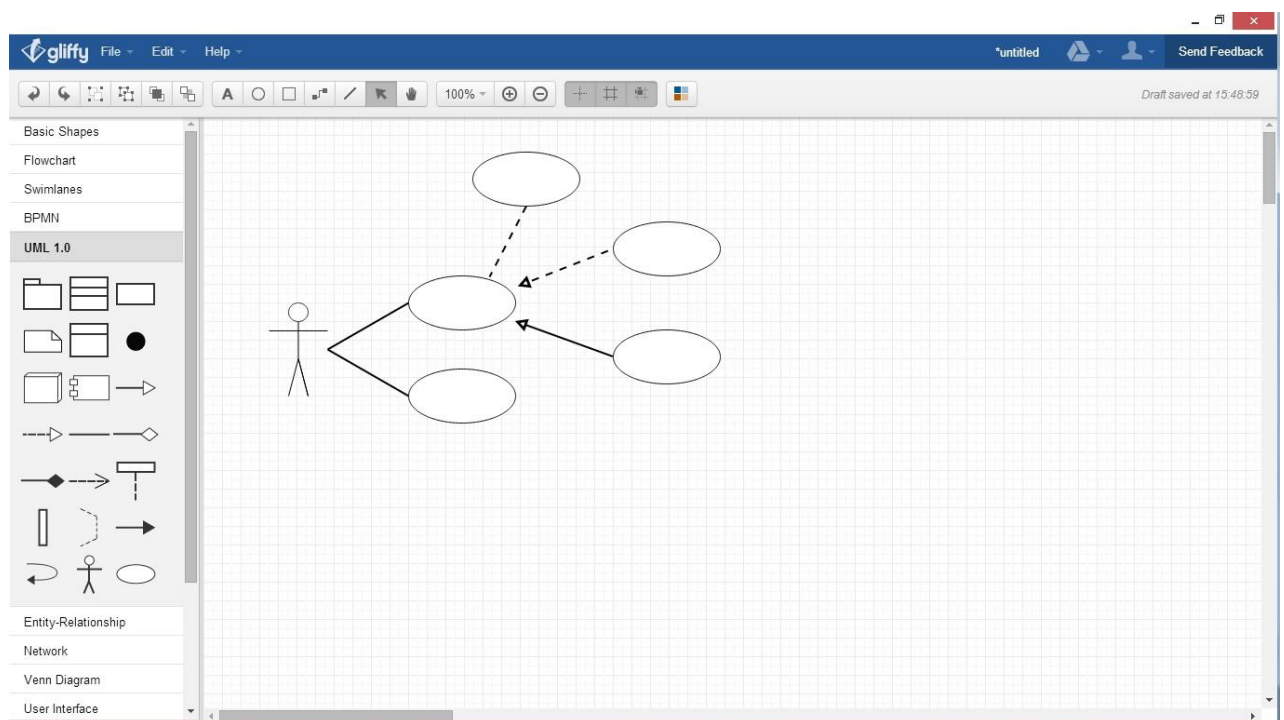 gliffy File Edit Help *untitled Send Feedback
A 100% Draft saved at 15:48:59
Basic Shapes
Flowchart
Swimlanes
BPMN
UML 1.0
Entity-Relationship
Network
Venn Diagram
User Interface